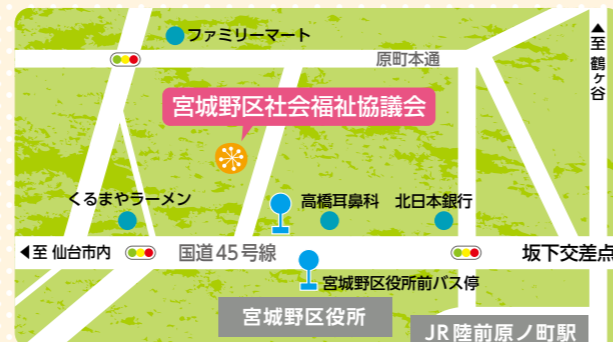 ファミリーマート
原町本通
▲至 鶴ヶ谷
宮城野区社会福祉協議会
くるまやラーメン
高橋耳鼻科
北日本銀行
◀至 仙台市内
国道45号線
坂下交差点
宮城野区役所前バス停
宮城野区役所
JR陸前原ノ町駅